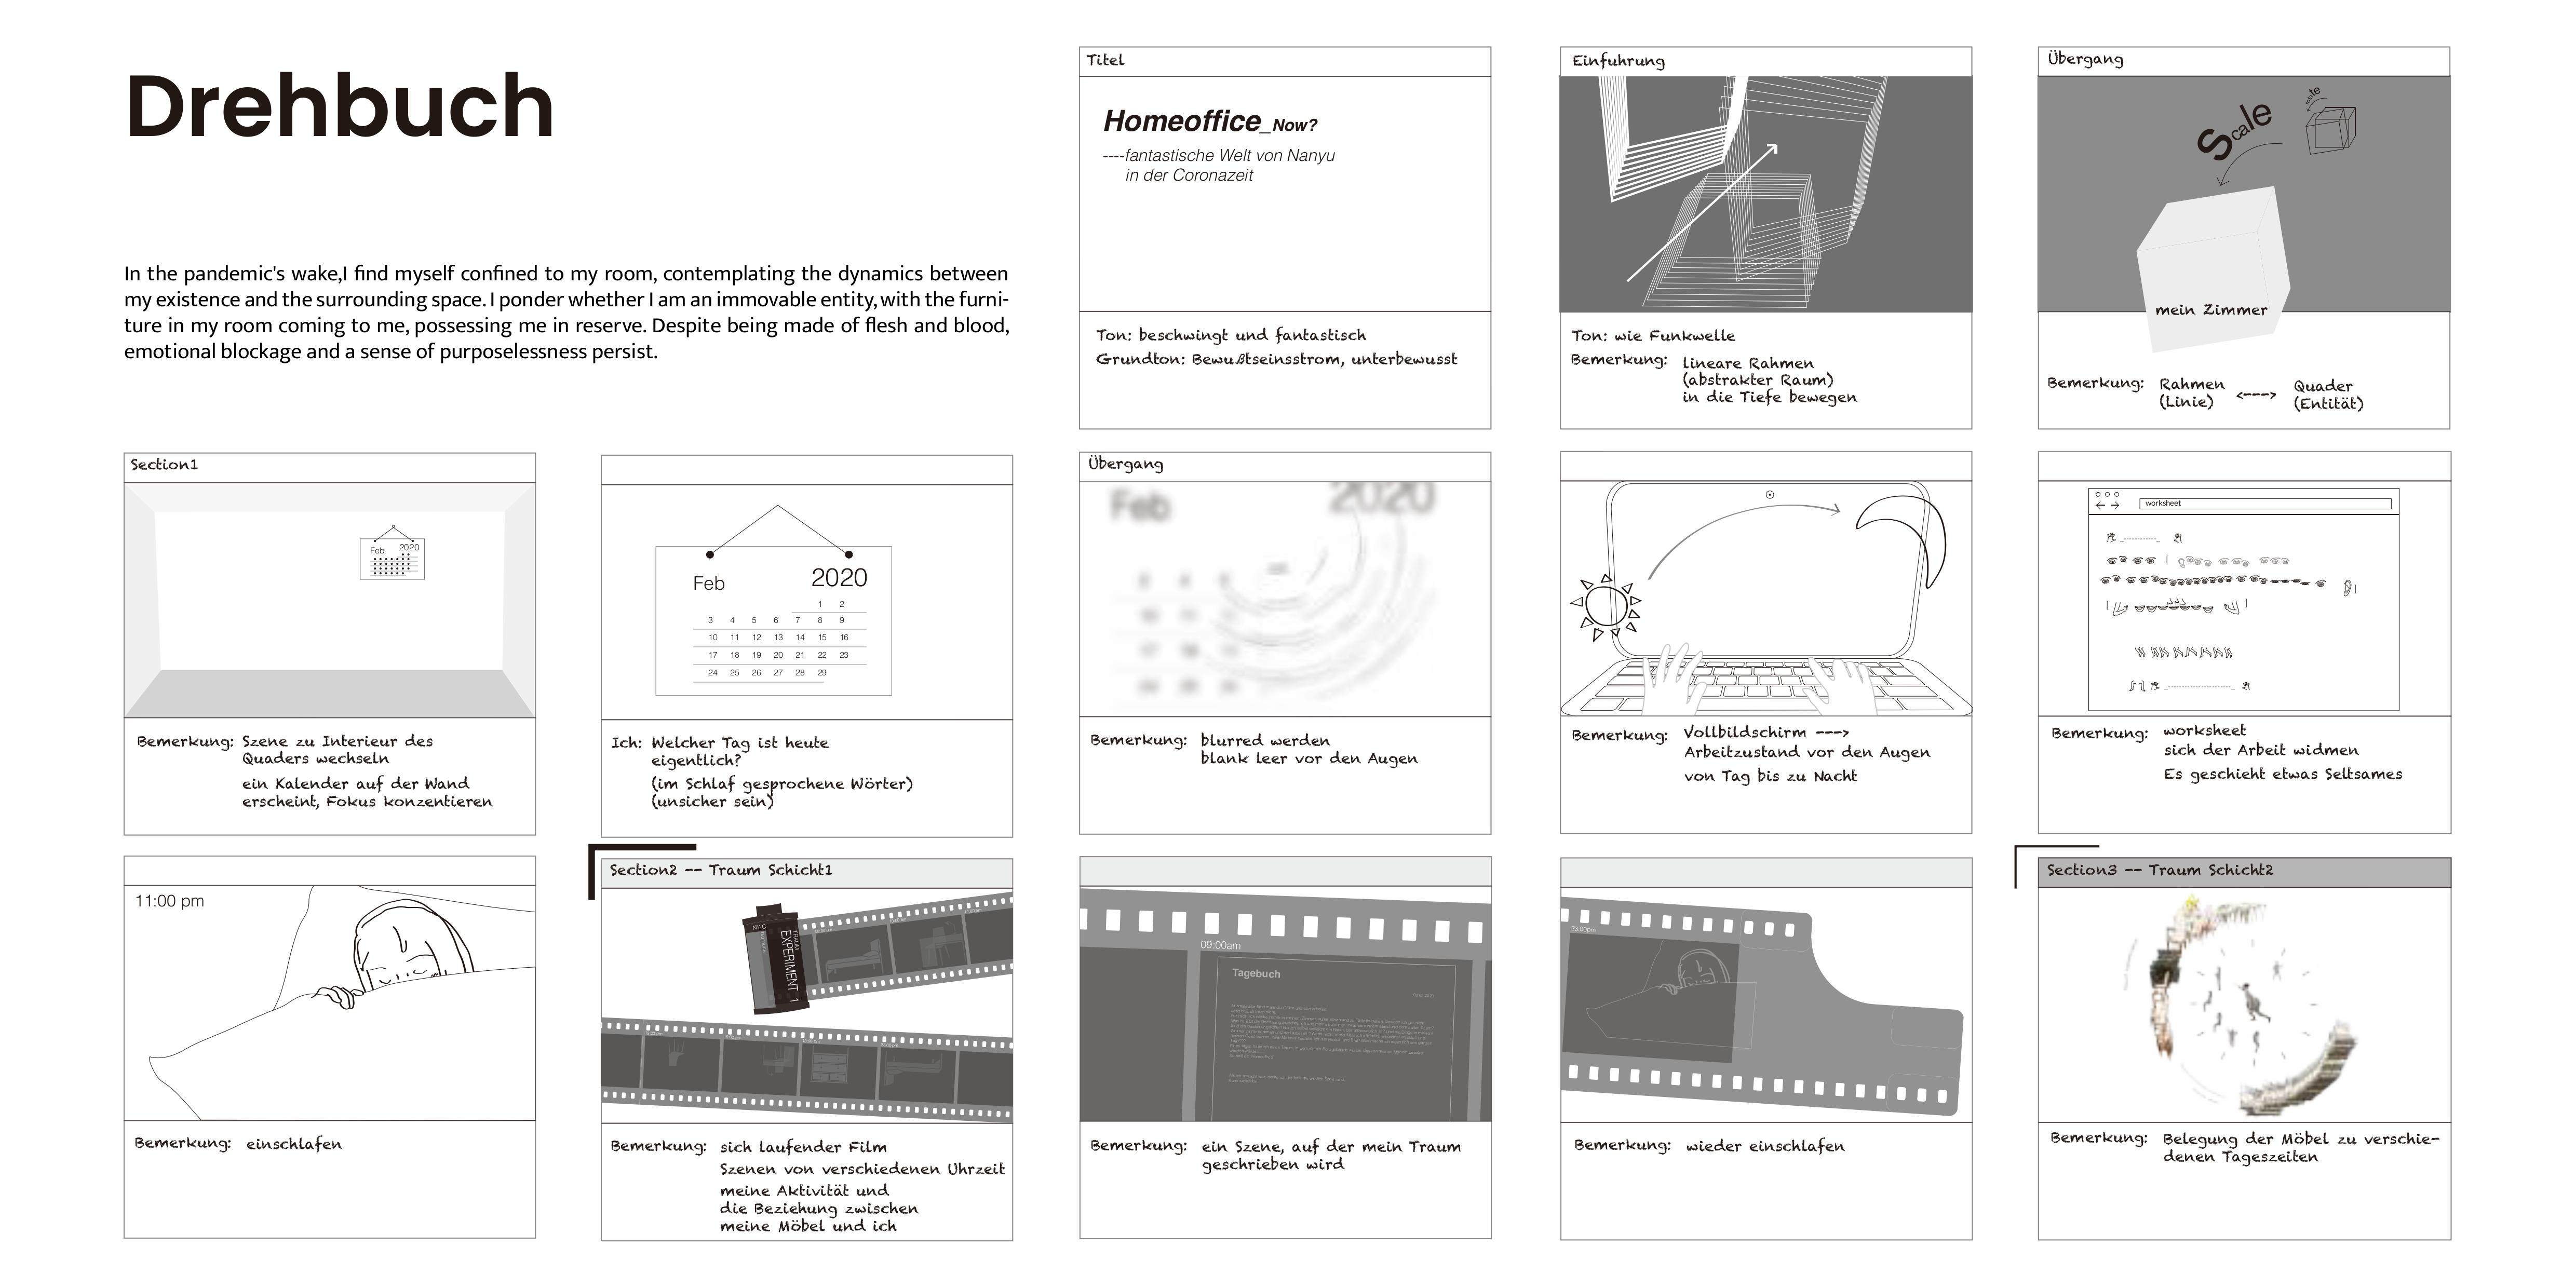 Drehbuch
In the pandemic's wake,I find myself confined to my room, contemplating the dynamics between
my existence and the surrounding space. I ponder whether I am an immovable entity, with the furni-
ture in my room coming to me, possessing me in reserve. Despite being made of flesh and blood,
emotional blockage and a sense of purposelessness persist.
Titel
Homeoffice_Now?
----fantastische Welt von Nanyu
in der Coronazeit
Ton: beschwingt und fantastisch
Grundton: Bewußtseinsstrom, unterbewusst
Einfuhrung
Ton: wie Funkwelle
Bemerkung: lineare Rahmen
(abstrakter Raum)
in die Tiefe bewegen
Übergang
Scale
mein Zimmer
Bemerkung: Rahmen <---> Quader
(Linie) (Entität)
Section1
Feb 2020
Bemerkung: Szene zu Interieur des
Quaders wechseln
ein Kalender auf der Wand
erscheint, Fokus konzentieren
Feb 2020
1 2
3 4 5 6 7 8 9
10 11 12 13 14 15 16
17 18 19 20 21 22 23
24 25 26 27 28 29
Ich: Welcher Tag ist heute
eigentlich?
(im Schlaf gesprochene Wörter)
(unsicher sein)
Übergang
Feb 2020
Bemerkung: blurred werden
blank leer vor den Augen
Bemerkung: Vollbildschirm --->
Arbeitzustand vor den Augen
von Tag bis zu Nacht
worksheet
Bemerkung: worksheet
sich der Arbeit widmen
Es geschieht etwas Seltsames
11:00 pm
Bemerkung: einschlafen
Section2 -- Traum Schicht1
NY-C
TRAUM
EXPERIMENT 1
Bemerkung: sich laufender Film
Szenen von verschiedenen Uhrzeit
meine Aktivität und
die Beziehung zwischen
meine Möbel und ich
09:00am
Tagebuch
Bemerkung: ein Szene, auf der mein Traum
geschrieben wird
23:00pm
Bemerkung: wieder einschlafen
Section3 -- Traum Schicht2
Bemerkung: Belegung der Möbel zu verschie-
denen Tageszeiten